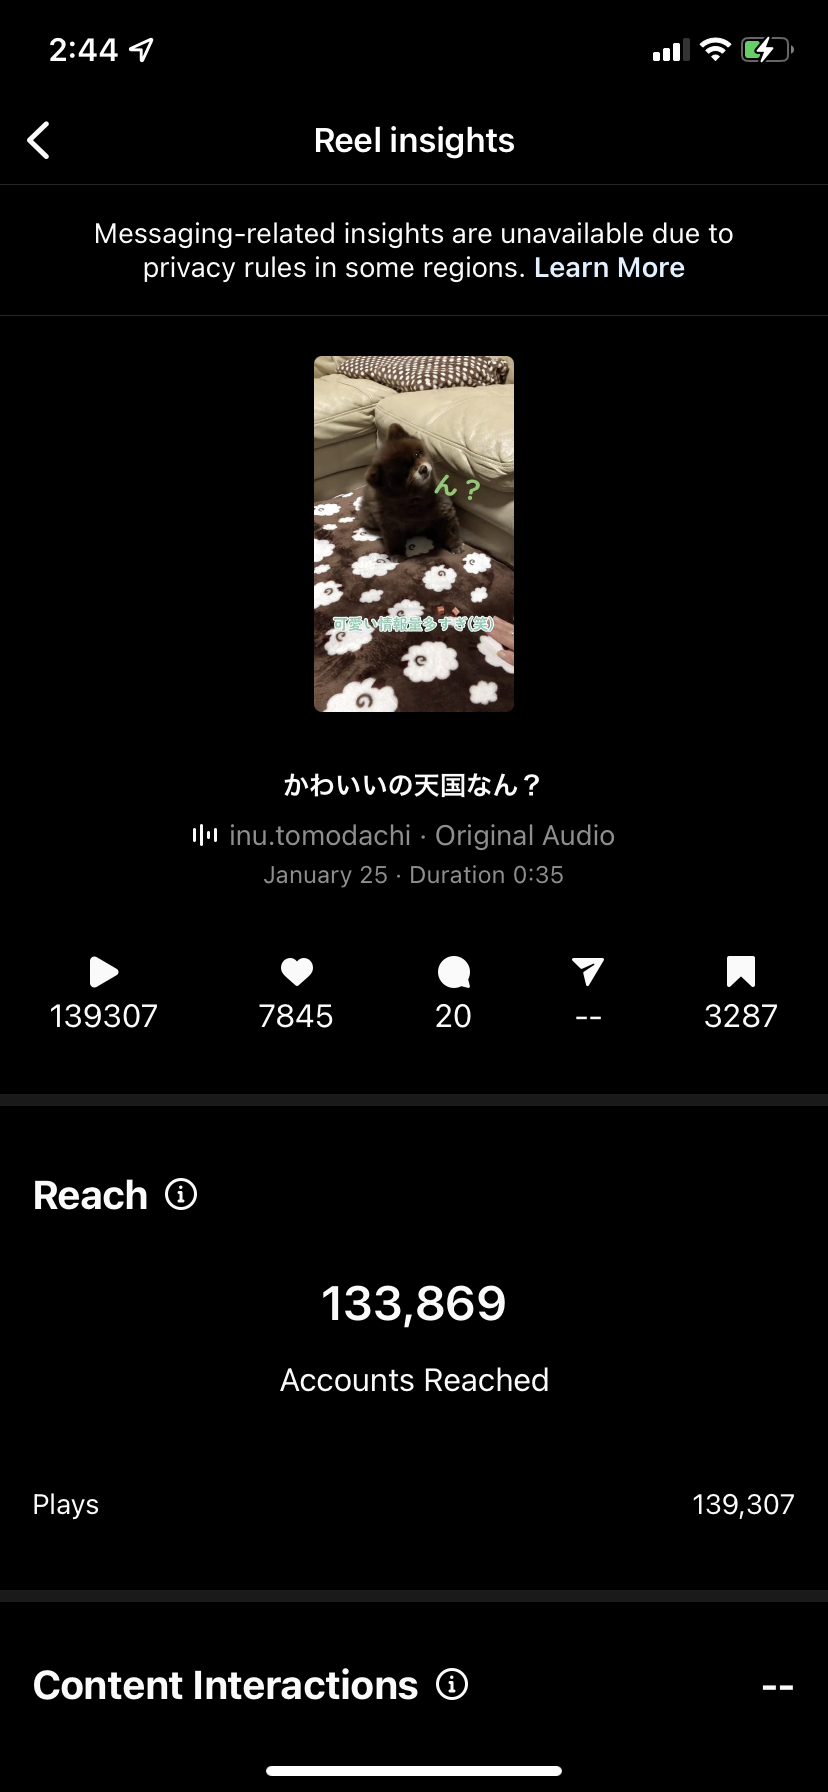 2:44
Reel insights
Messaging-related insights are unavailable due to
privacy rules in some regions. Learn More
ん？
可愛い情報量多すぎ(笑)
かわいいの天国なん？
inu.tomodachi · Original Audio
January 25 · Duration 0:35
139307 7845 20 -- 3287
Reach
133,869
Accounts Reached
Plays 139,307
Content Interactions --